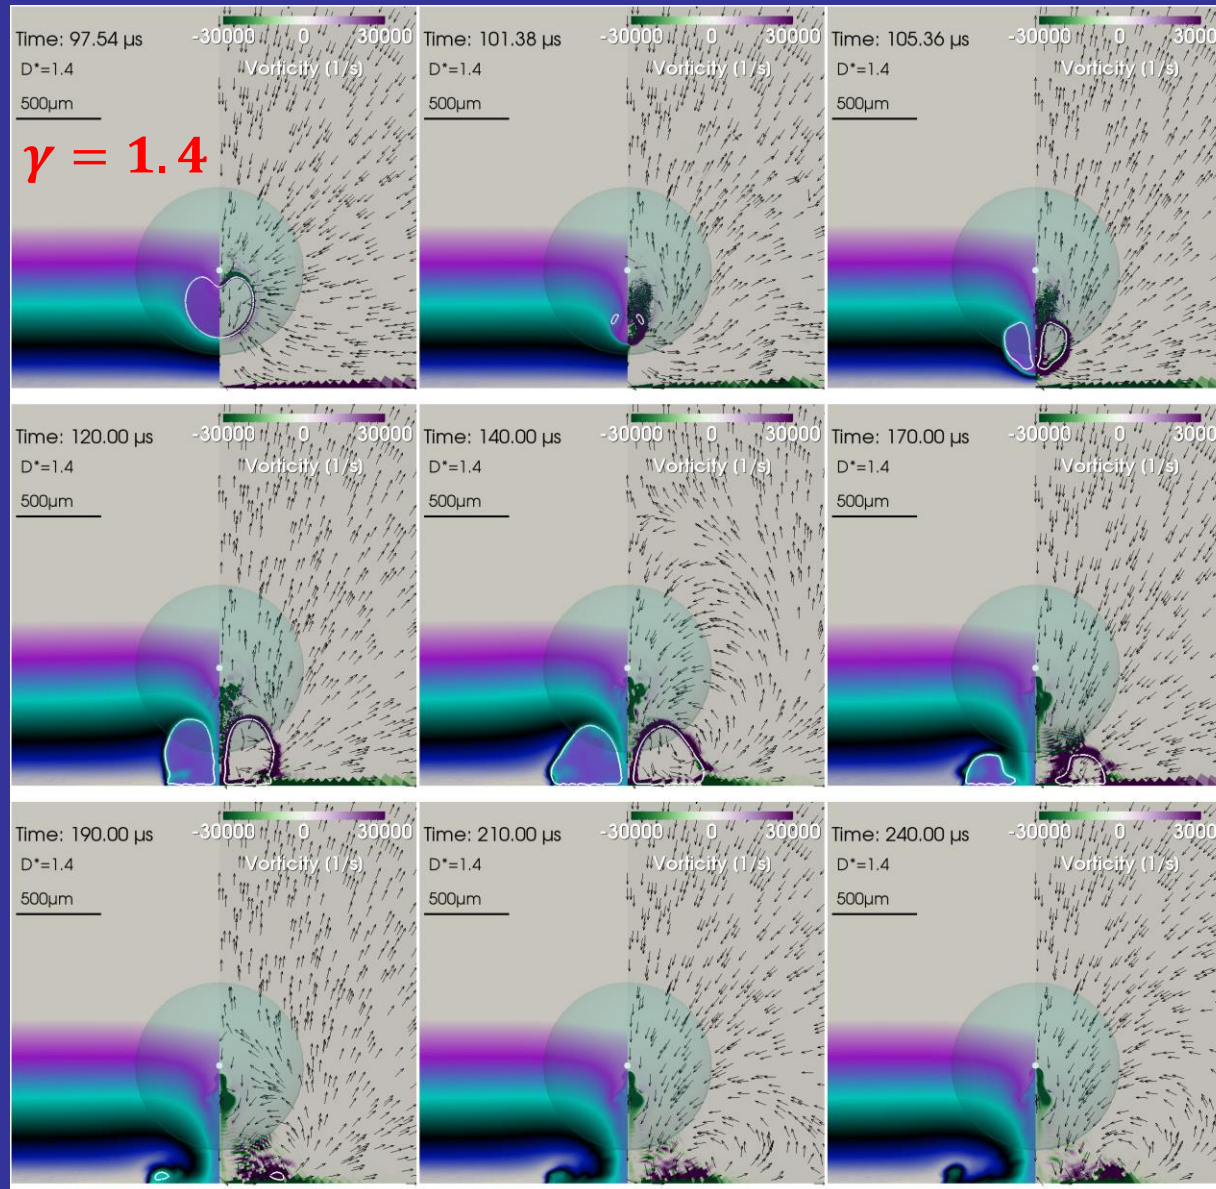 Time: 97.54 µs
-30000 0 30000
D*=1.4
Vorticity (1/s)
500µm
γ = 1.4
Time: 101.38 µs
-30000 0 30000
D*=1.4
Vorticity (1/s)
500µm
Time: 105.36 µs
-30000 0 3000
D*=1.4
Vorticity (1/s)
500µm
Time: 120.00 µs
-30000 0 30000
D*=1.4
Vorticity (1/s)
500µm
Time: 140.00 µs
-30000 0 30000
D*=1.4
Vorticity (1/s)
500µm
Time: 170.00 µs
-30000 0 3000
D*=1.4
Vorticity (1/s)
500µm
Time: 190.00 µs
-30000 0 30000
D*=1.4
Vorticity (1/s)
500µm
Time: 210.00 µs
-30000 0 30000
D*=1.4
Vorticity (1/s)
500µm
Time: 240.00 µs
-30000 0 3000
D*=1.4
Vorticity (1/s)
500µm